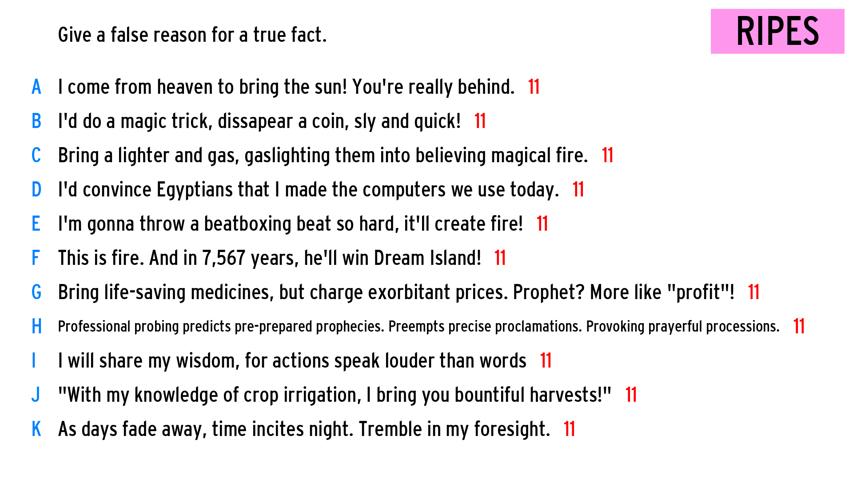 Give a false reason for a true fact.
RIPES
A I come from heaven to bring the sun! You're really behind. 11
B I'd do a magic trick, dissapear a coin, sly and quick! 11
C Bring a lighter and gas, gaslighting them into believing magical fire. 11
D I'd convince Egyptians that I made the computers we use today. 11
E I'm gonna throw a beatboxing beat so hard, it'll create fire! 11
F This is fire. And in 7,567 years, he'll win Dream Island! 11
G Bring life-saving medicines, but charge exorbitant prices. Prophet? More like "profit"! 11
H Professional probing predicts pre-prepared prophecies. Preempts precise proclamations. Provoking prayerful processions. 11
I I will share my wisdom, for actions speak louder than words 11
J "With my knowledge of crop irrigation, I bring you bountiful harvests!" 11
K As days fade away, time incites night. Tremble in my foresight. 11